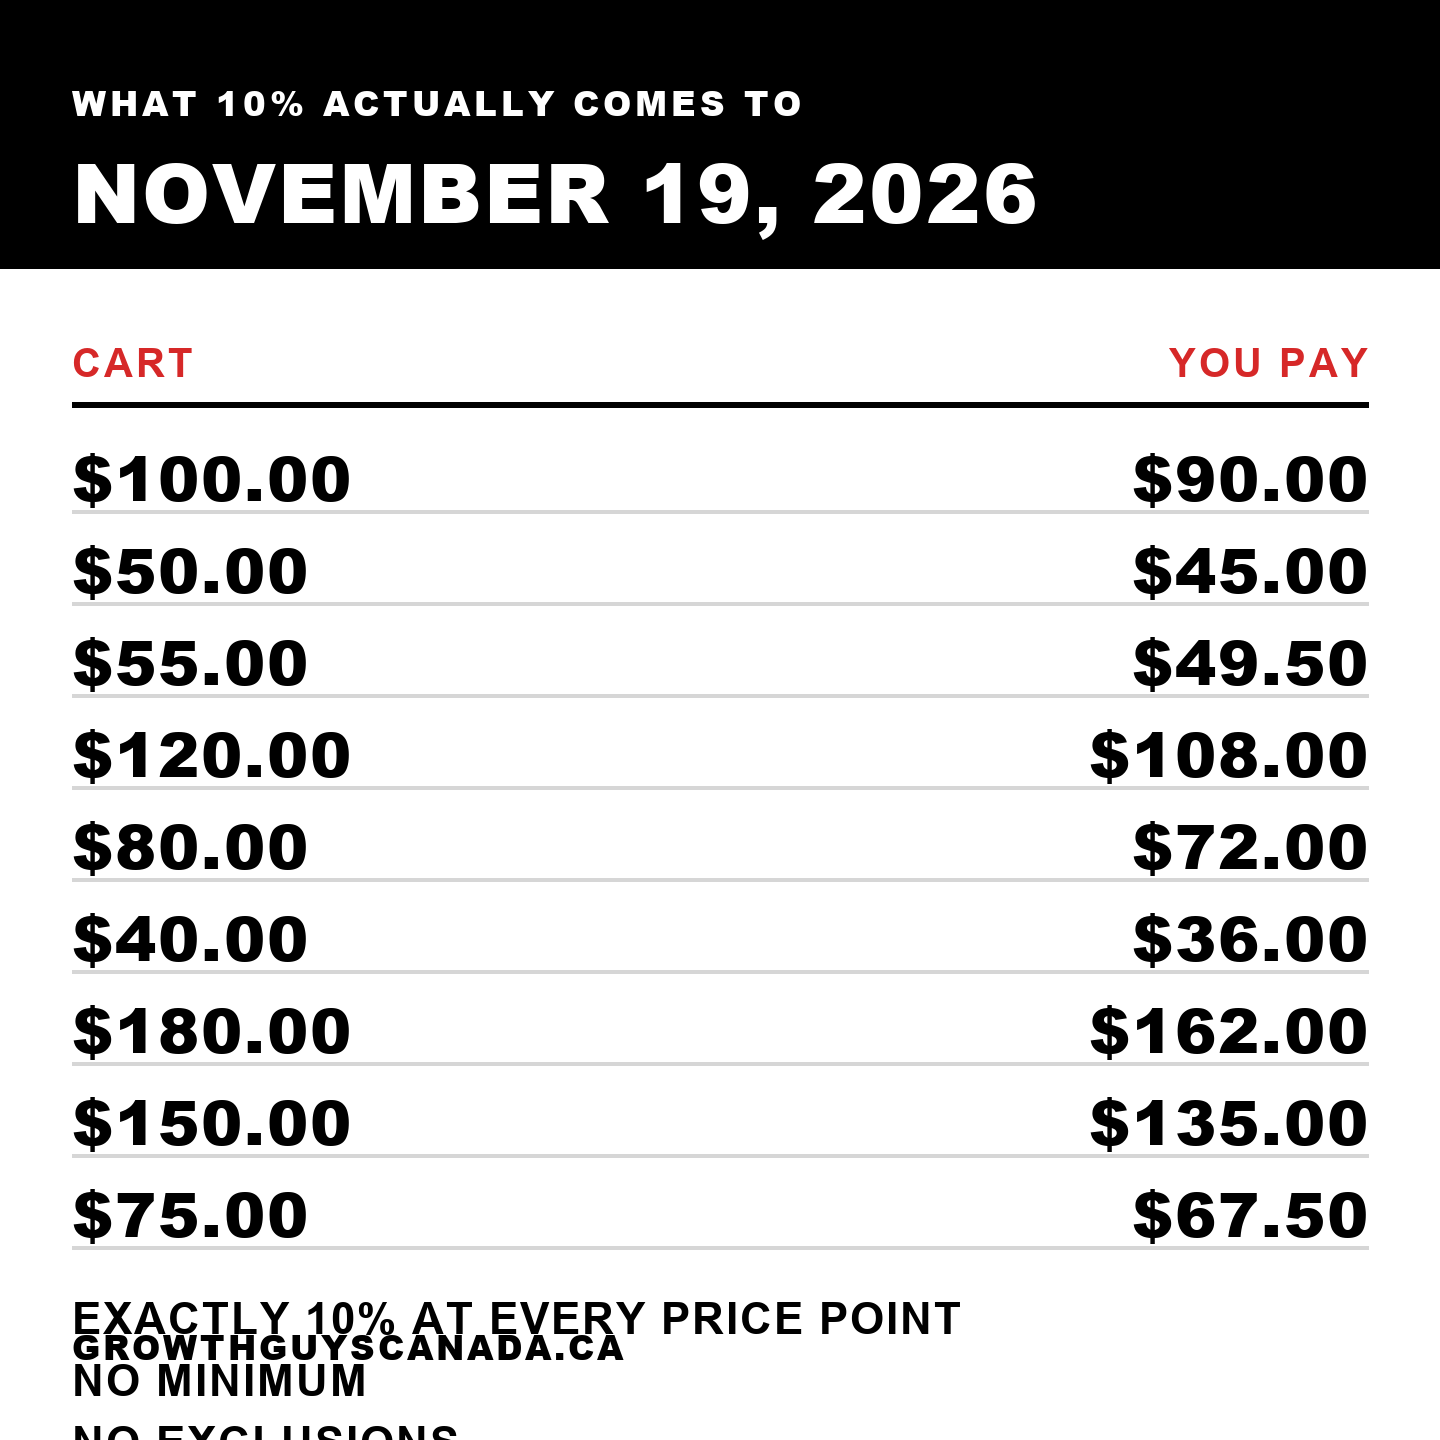 WHAT 10% ACTUALLY COMES TO
NOVEMBER 19, 2026
CART YOU PAY
$100.00 $90.00
$50.00 $45.00
$55.00 $49.50
$120.00 $108.00
$80.00 $72.00
$40.00 $36.00
$180.00 $162.00
$150.00 $135.00
$75.00 $67.50
EXACTLY 10% AT EVERY PRICE POINT
GROWTHGUYSCANADA.CA
NO MINIMUM
NO EXCLUSIONS